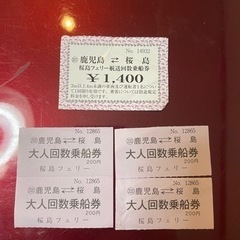 No. 14932
鹿児島 ⇄ 桜島
桜島フェリー航送回数乗船券
¥1,400
No. 12865
鹿児島 ⇄ 桜島
大人回数乗船券
200円
桜島フェリー
No. 12865
鹿児島 ⇄ 桜島
大人回数乗船券
200円
桜島フェリー
No. 12865
鹿児島 ⇄ 桜島
大人回数乗船券
200円
桜島フェリー
No. 12865
鹿児島 ⇄ 桜島
大人回数乗船券
200円
桜島フェリー